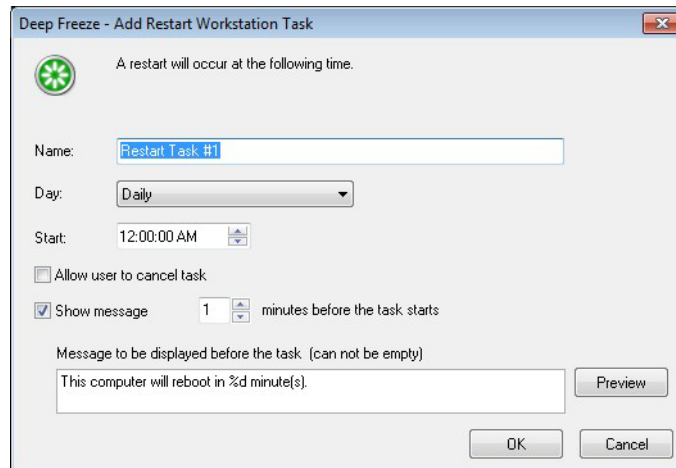 Deep Freeze - Add Restart Workstation Task
A restart will occur at the following time.
Name: Restart Task #1
Day: Daily
Start: 12:00:00 AM
Allow user to cancel task
Show message 1 minutes before the task starts
Message to be displayed before the task (can not be empty)
This computer will reboot in %d minute(s).
Preview
OK Cancel